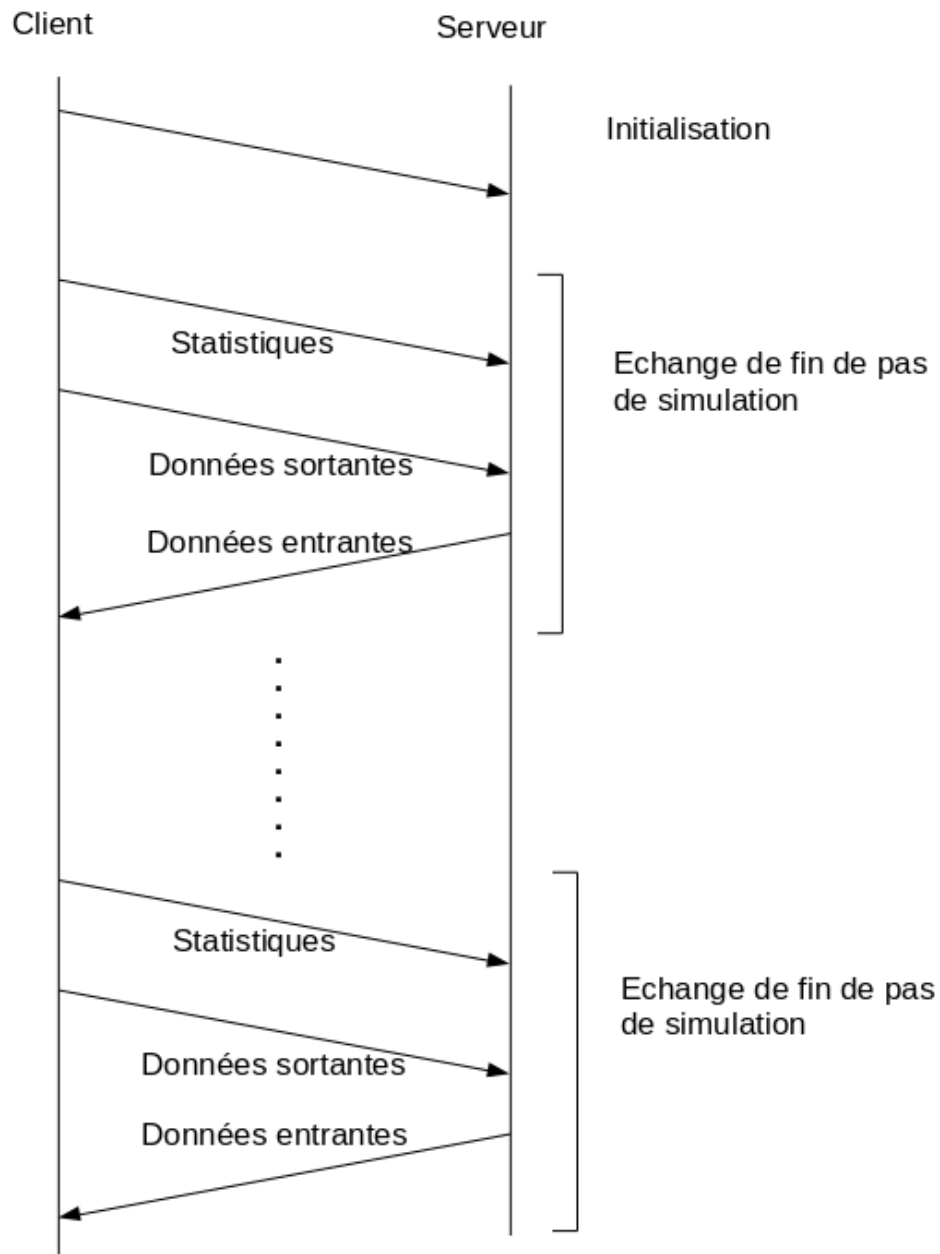 Client
Serveur
Initialisation
Statistiques
Echange de fin de pas
de simulation
Données sortantes
Données entrantes
Statistiques
Echange de fin de pas
de simulation
Données sortantes
Données entrantes